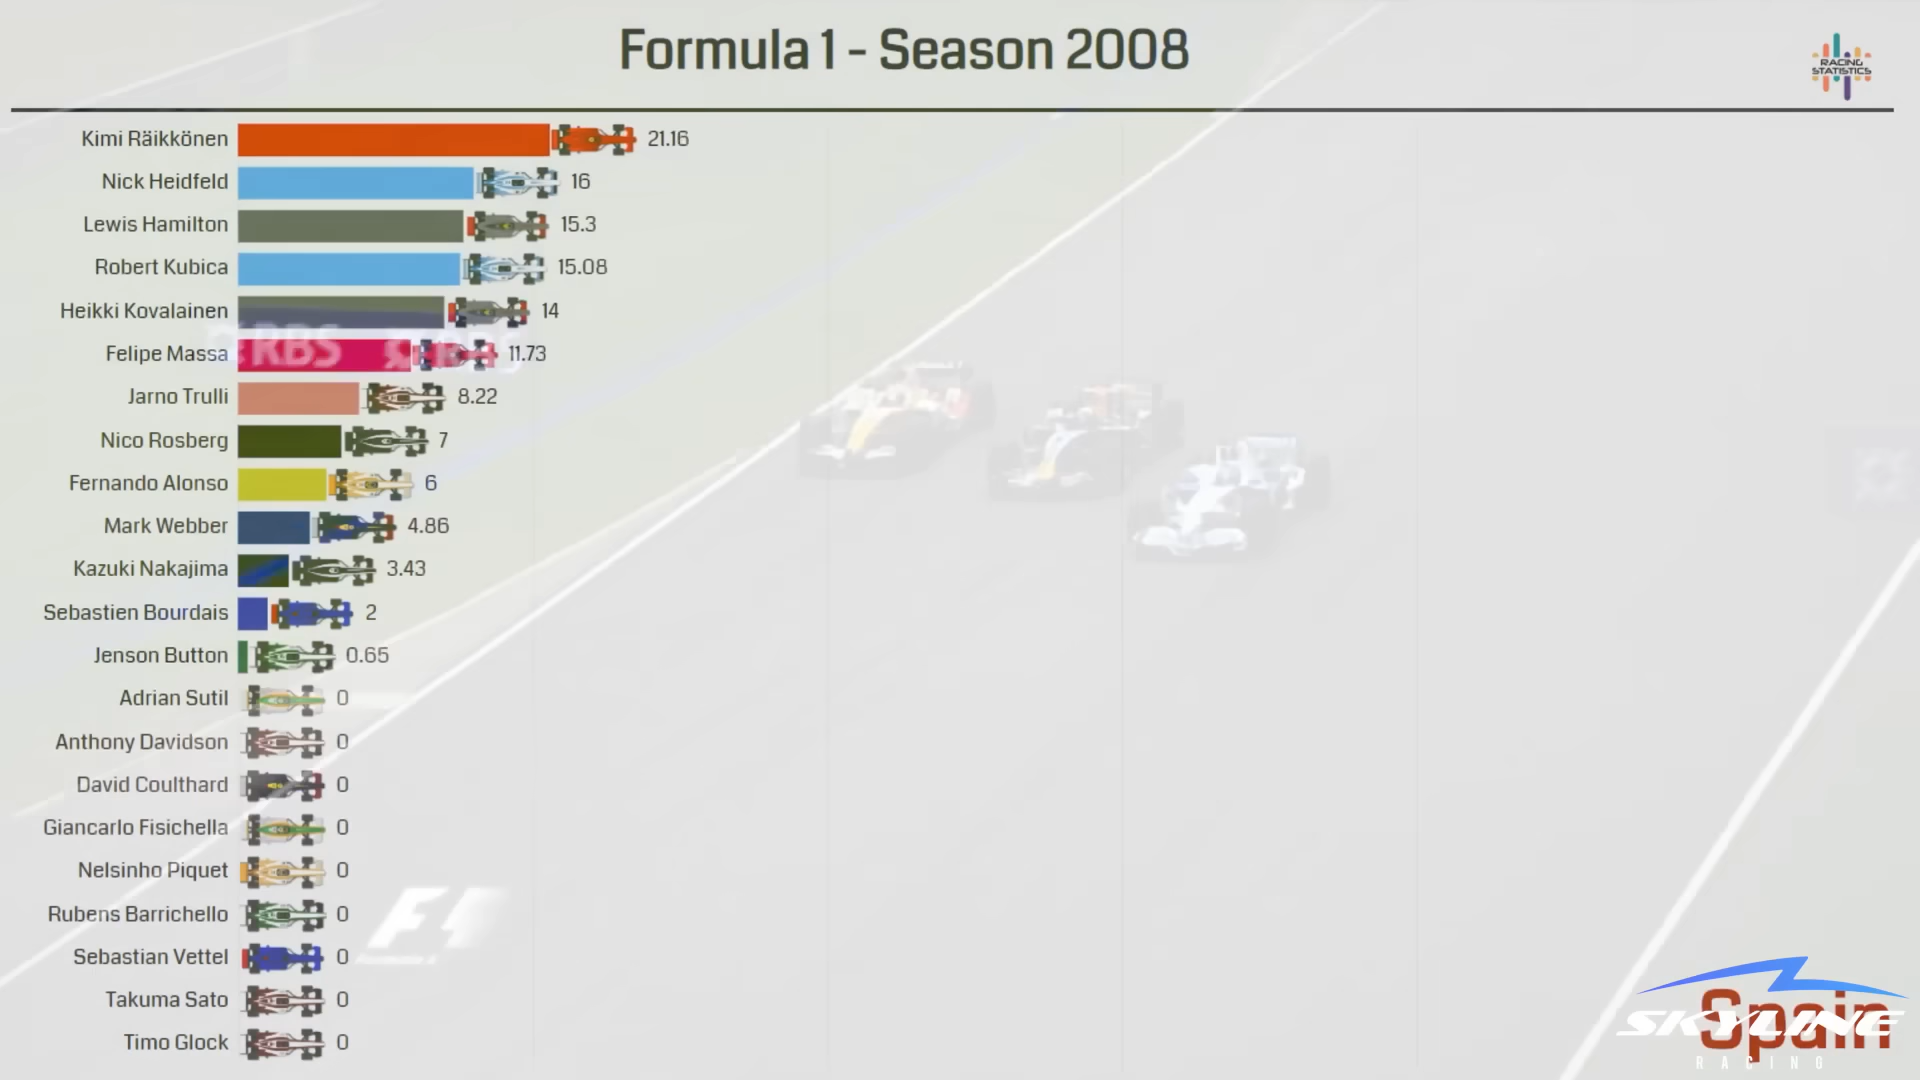 Formula 1 - Season 2008
RACING
STATISTICS
Kimi Räikkönen 21.16
Nick Heidfeld 16
Lewis Hamilton 15.3
Robert Kubica 15.08
Heikki Kovalainen 14
RBS RBS
Felipe Massa 11.73
Jarno Trulli 8.22
Nico Rosberg 7
Fernando Alonso 6
Mark Webber 4.86
Kazuki Nakajima 3.43
Sebastien Bourdais 2
Jenson Button 0.65
Adrian Sutil 0
Anthony Davidson 0
David Coulthard 0
Giancarlo Fisichella 0
Nelsinho Piquet 0
Rubens Barrichello 0
F1
Sebastian Vettel 0
Takuma Sato 0
Timo Glock 0
Spain
SKYLINE
RACING